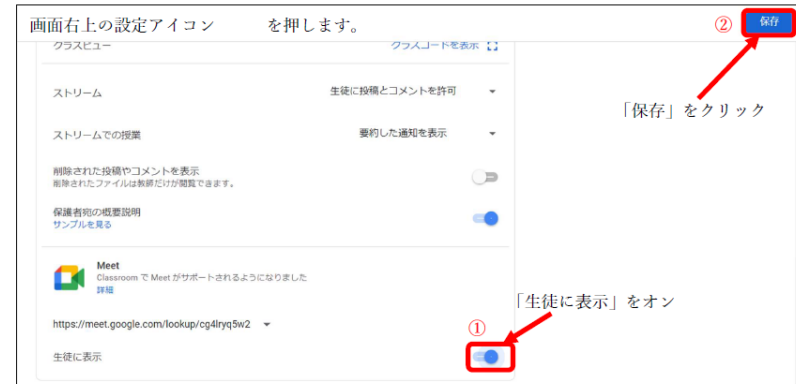 画面右上の設定アイコン を押します。
② 保存
クラスビュー クラスコードを表示
ストリーム 生徒に投稿とコメントを許可
「保存」をクリック
ストリームでの授業 要約した通知を表示
削除された投稿やコメントを表示
削除されたファイルは教師だけが閲覧できます。
保護者宛の概要説明
サンプルを見る
Meet
Classroom で Meet がサポートされるようになりました
詳細
「生徒に表示」をオン
https://meet.google.com/lookup/cg4lryq5w2
①
生徒に表示